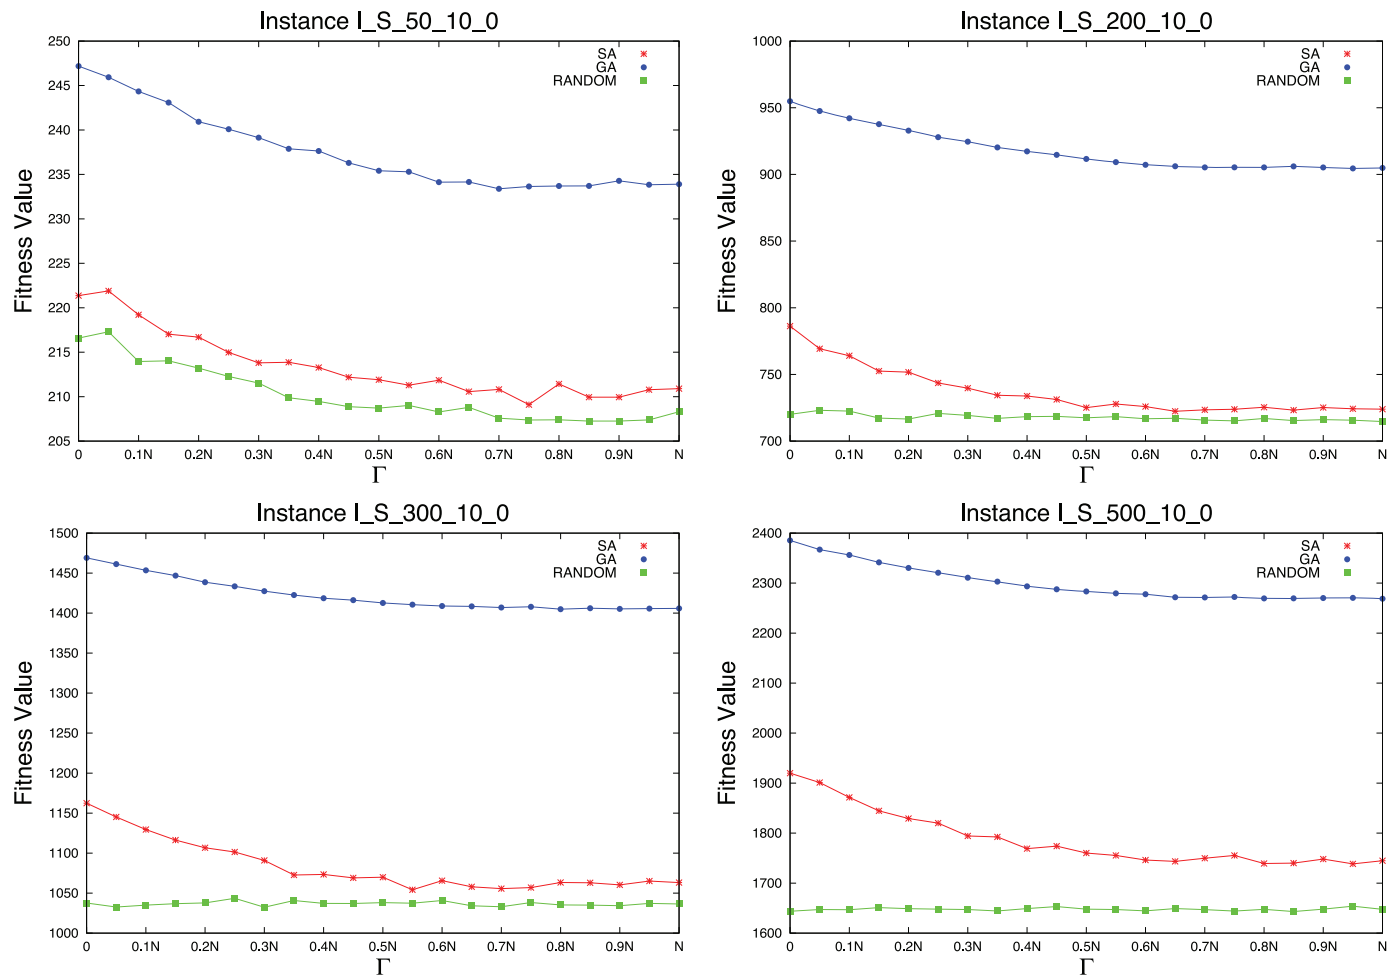 Instance I_S_50_10_0
250
245
240
235
230
225
220
215
210
205
Fitness Value
SA
GA
RANDOM
0 0.1N 0.2N 0.3N 0.4N 0.5N 0.6N 0.7N 0.8N 0.9N N
Γ
Instance I_S_200_10_0
1000
950
900
850
800
750
700
Fitness Value
SA
GA
RANDOM
0 0.1N 0.2N 0.3N 0.4N 0.5N 0.6N 0.7N 0.8N 0.9N N
Γ
Instance I_S_300_10_0
1500
1450
1400
1350
1300
1250
1200
1150
1100
1050
1000
Fitness Value
SA
GA
RANDOM
0 0.1N 0.2N 0.3N 0.4N 0.5N 0.6N 0.7N 0.8N 0.9N N
Γ
Instance I_S_500_10_0
2400
2300
2200
2100
2000
1900
1800
1700
1600
Fitness Value
SA
GA
RANDOM
0 0.1N 0.2N 0.3N 0.4N 0.5N 0.6N 0.7N 0.8N 0.9N N
Γ